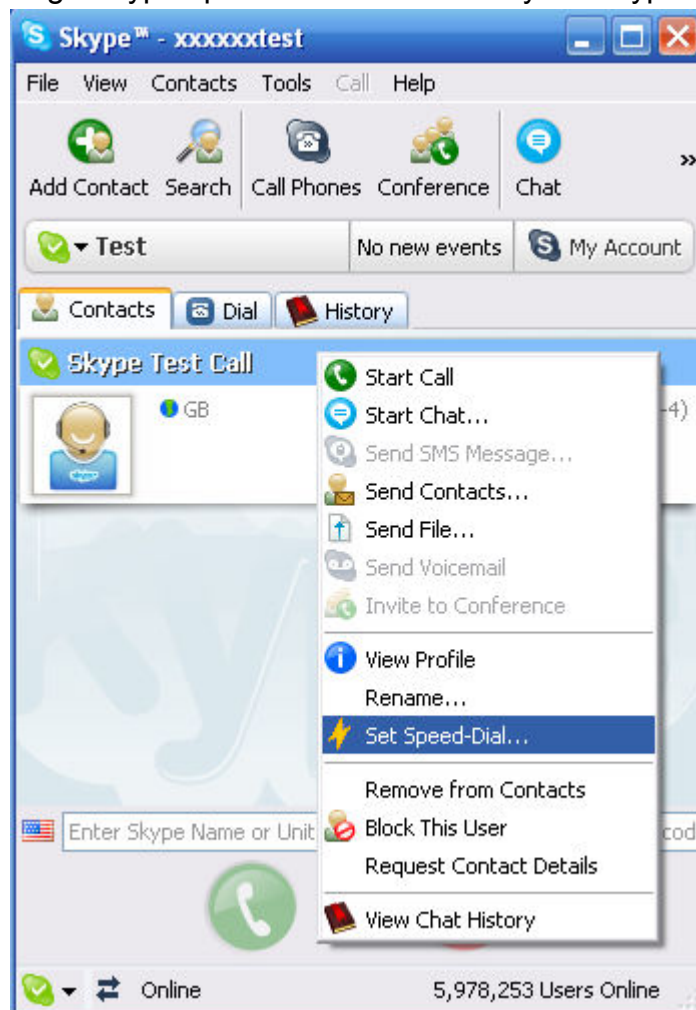 Skype™ - xxxxxxtest
File View Contacts Tools Call Help
Add Contact Search Call Phones Conference Chat »
Test No new events My Account
Contacts Dial History
Skype Test Call
GB -4)
Start Call
Start Chat...
Send SMS Message...
Send Contacts...
Send File...
Send Voicemail
Invite to Conference
View Profile
Rename...
Set Speed-Dial...
Remove from Contacts
Enter Skype Name or Unit cod
Block This User
Request Contact Details
View Chat History
Online 5,978,253 Users Online